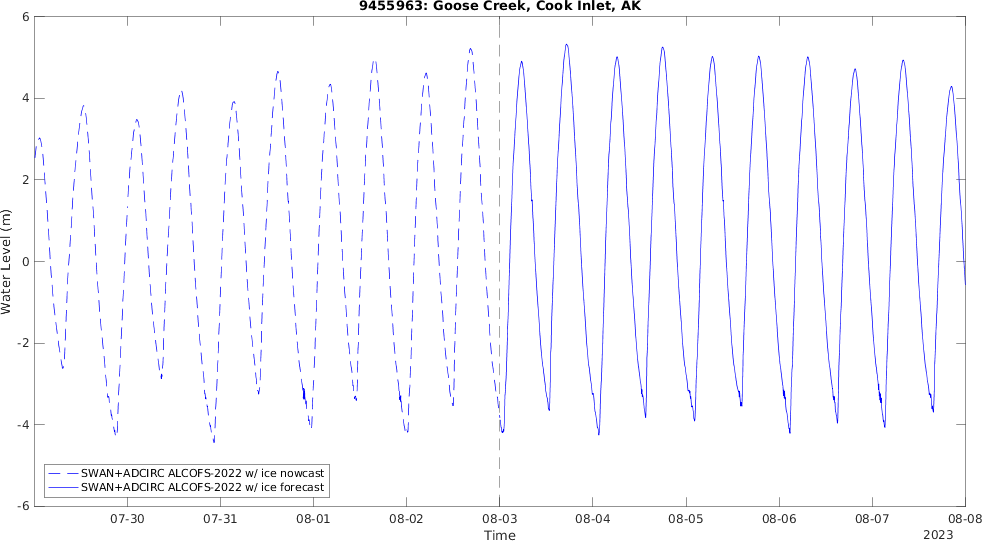 9455963: Goose Creek, Cook Inlet, AK
6
4
2
0
-2
-4
-6
Water Level (m)
SWAN+ADCIRC ALCOFS-2022 w/ ice nowcast
SWAN+ADCIRC ALCOFS-2022 w/ ice forecast
07-30 07-31 08-01 08-02 08-03 08-04 08-05 08-06 08-07 08-08
Time 2023